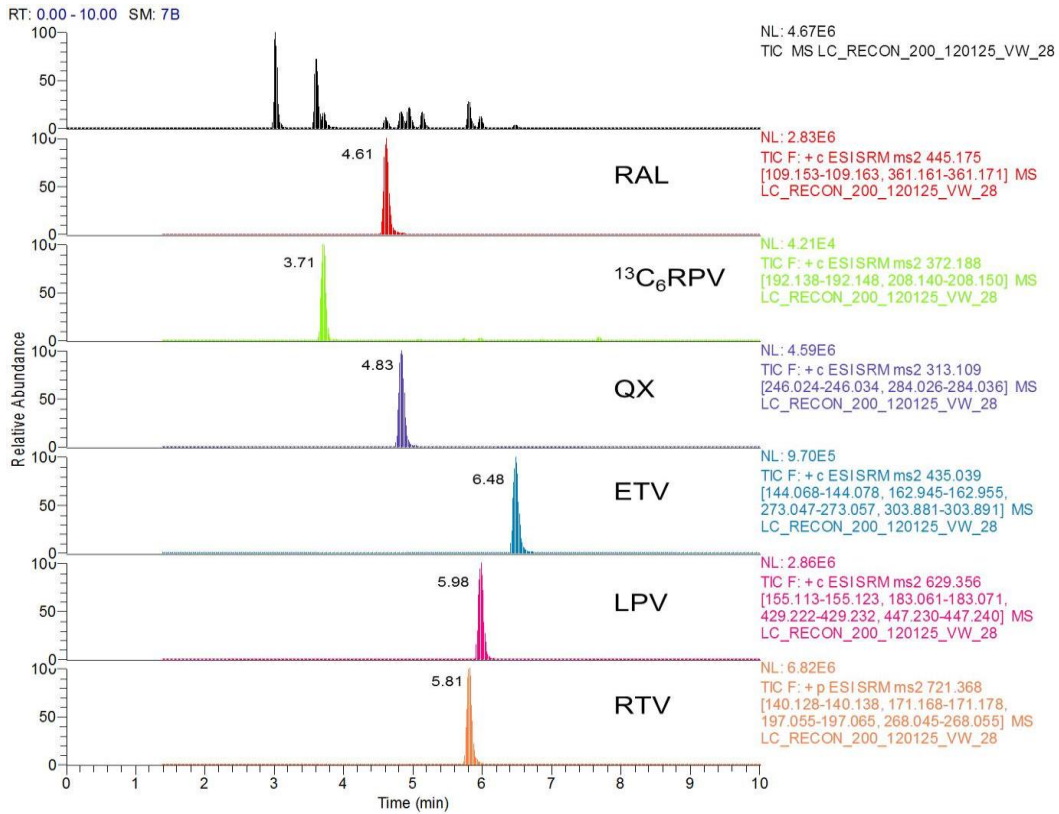 RT: 0.00 - 10.00 SM: 7B
100
50
0
NL: 4.67E6
TIC MS LC_RECON_200_120125_VW_28
100
50
0
4.61
RAL
NL: 2.83E6
TIC F: + c ESI SRM ms2 445.175
[109.153-109.163, 361.161-361.171] MS
LC_RECON_200_120125_VW_28
100
50
0
3.71
¹³C₆RPV
NL: 4.21E4
TIC F: + c ESI SRM ms2 372.188
[192.138-192.148, 208.140-208.150] MS
LC_RECON_200_120125_VW_28
100
50
0
4.83
QX
NL: 4.59E6
TIC F: + c ESI SRM ms2 313.109
[246.024-246.034, 284.026-284.036] MS
LC_RECON_200_120125_VW_28
Relative Abundance
100
50
0
6.48
ETV
NL: 9.70E5
TIC F: + c ESI SRM ms2 435.039
[144.068-144.078, 162.945-162.955,
273.047-273.057, 303.881-303.891] MS
LC_RECON_200_120125_VW_28
100
50
0
5.98
LPV
NL: 2.86E6
TIC F: + c ESI SRM ms2 629.356
[155.113-155.123, 183.061-183.071,
429.222-429.232, 447.230-447.240] MS
LC_RECON_200_120125_VW_28
100
50
0
5.81
RTV
NL: 6.82E6
TIC F: + p ESI SRM ms2 721.368
[140.128-140.138, 171.168-171.178,
197.055-197.065, 268.045-268.055] MS
LC_RECON_200_120125_VW_28
0 1 2 3 4 5 6 7 8 9 10
Time (min)